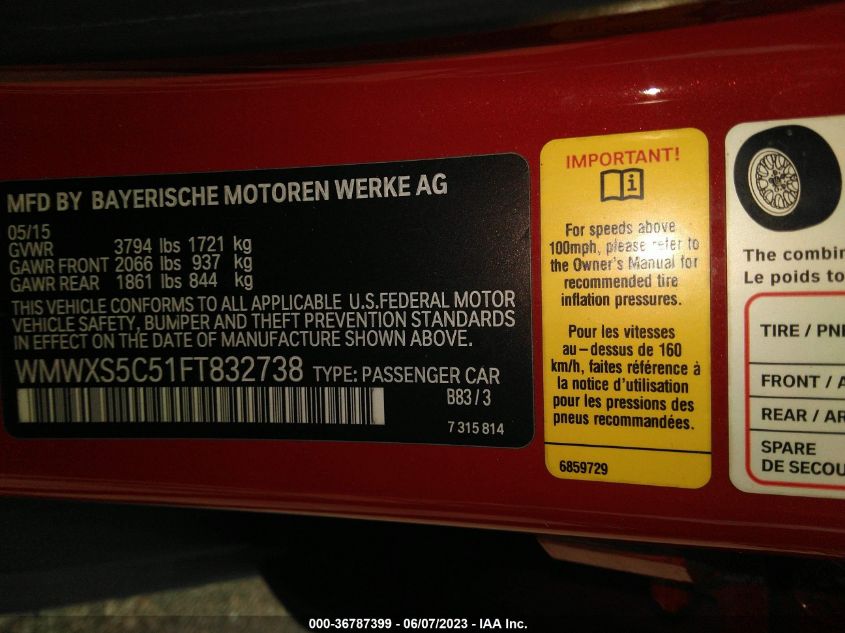 MFD BY BAYERISCHE MOTOREN WERKE AG
05/15
GVWR 3794 lbs 1721 kg
GAWR FRONT 2066 lbs 937 kg
GAWR REAR 1861 lbs 844 kg
THIS VEHICLE CONFORMS TO ALL APPLICABLE U.S.FEDERAL MOTOR
VEHICLE SAFETY, BUMPER AND THEFT PREVENTION STANDARDS
IN EFFECT ON THE DATE OF MANUFACTURE SHOWN ABOVE.
WMWXS5C51FT832738 TYPE: PASSENGER CAR
B83 / 3
7 315 814
IMPORTANT!
For speeds above
100mph, please refer to
the Owner's Manual for
recommended tire
inflation pressures.
Pour les vitesses
au-dessus de 160
km/h, faites référence à
la notice d'utilisation
pour les pressions des
pneus recommandées.
6859729
The combin
Le poids to
TIRE / PNE
FRONT / A
REAR / AR
SPARE
DE SECOU
000-36787399 - 06/07/2023 - IAA Inc.